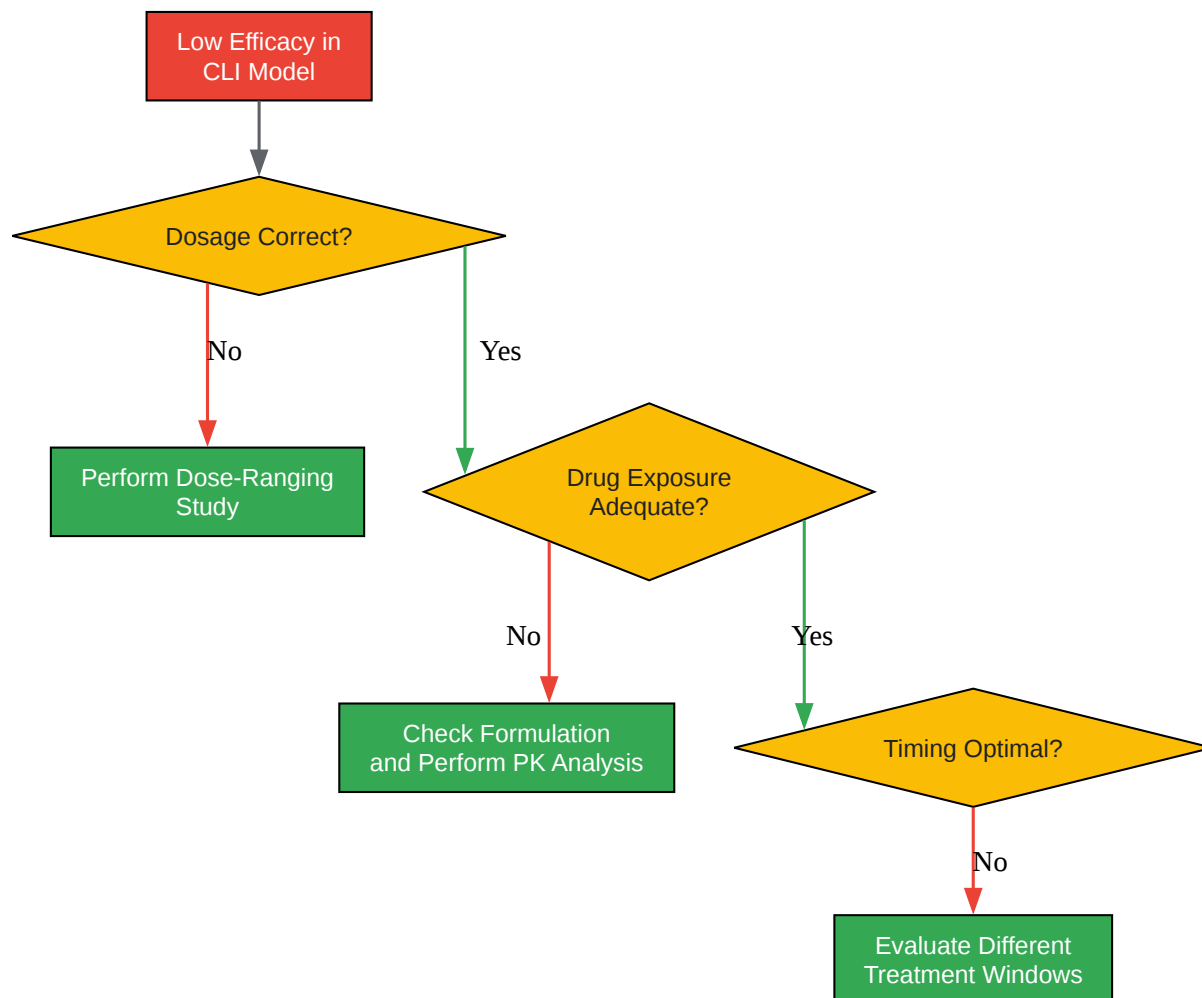 Low Efficacy in
CLI Model
Dosage Correct?
No
Yes
Perform Dose-Ranging
Study
Drug Exposure
Adequate?
No
Yes
Check Formulation
and Perform PK Analysis
Timing Optimal?
No
Evaluate Different
Treatment Windows